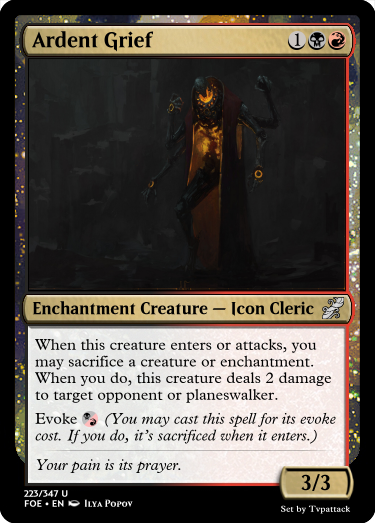 Ardent Grief 1
Enchantment Creature — Icon Cleric
When this creature enters or attacks, you
may sacrifice a creature or enchantment.
When you do, this creature deals 2 damage
to target opponent or planeswalker.
Evoke (You may cast this spell for its evoke
cost. If you do, it's sacrificed when it enters.)
Your pain is its prayer.
3/3
223/347 U
FOE • EN Ilya Popov
Set by Tvpattack